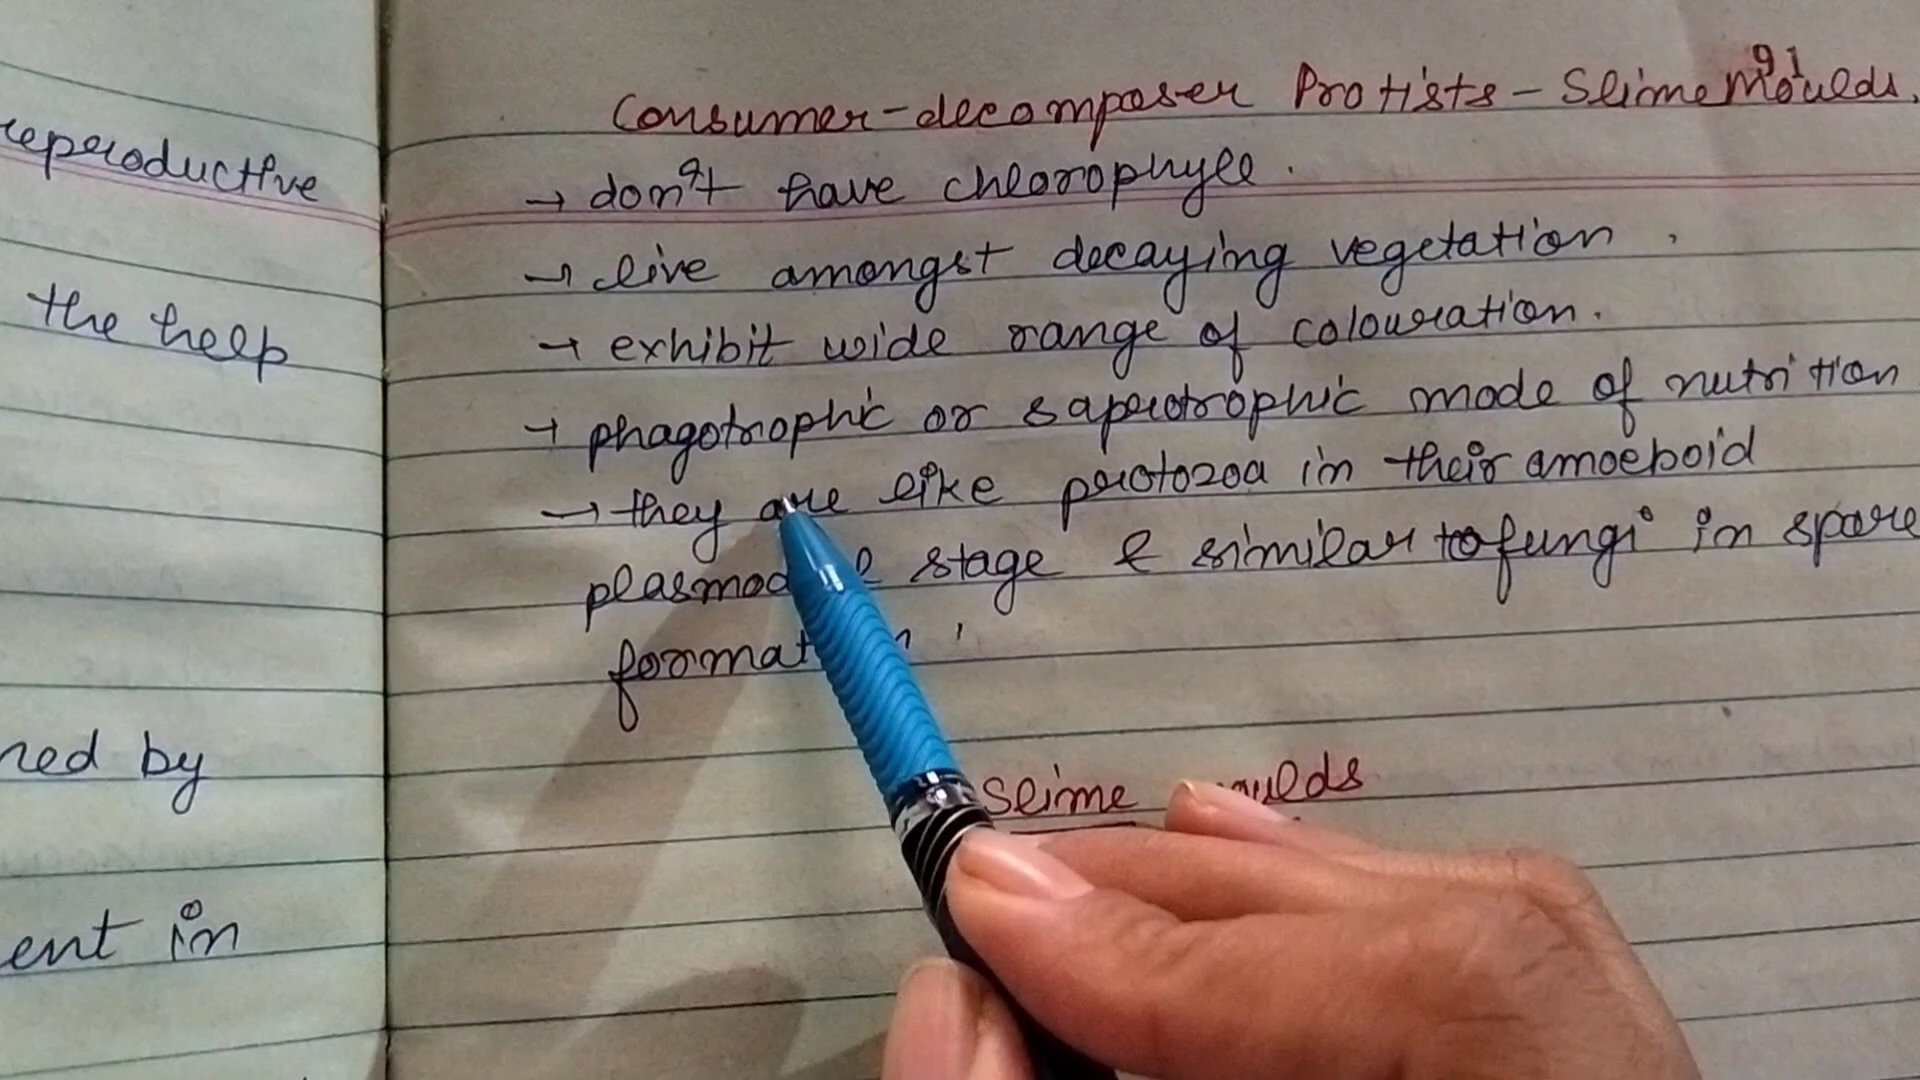 reproductive
the help
by
in
91
Consumer-decomposer Protists - Slime Moulds.
→ don't have chlorophyll.
→ live amongst decaying vegetation.
→ exhibit wide range of colouration.
→ phagotrophic or saprotrophic mode of nutrition
→ they are like protozoa in their amoeboid
stage & similar to fungi in spore
Slime